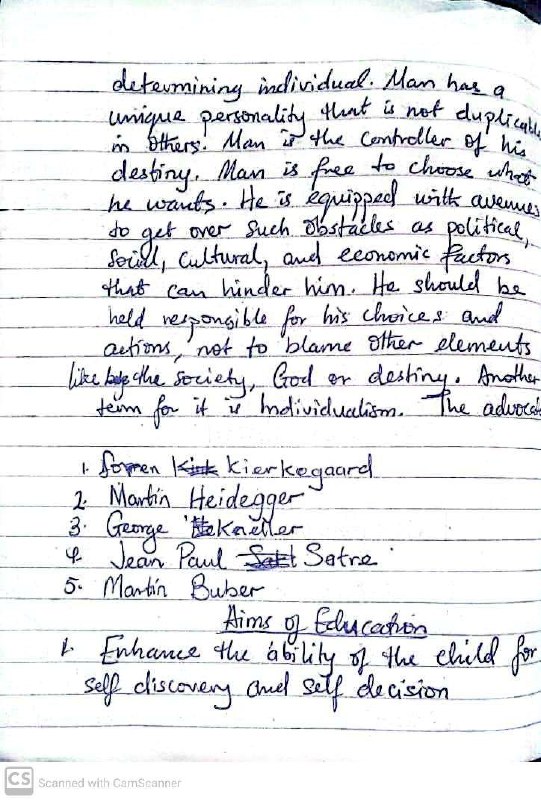 determining individual. Man has a
unique personality that is not duplicable
in others. Man is the controller of his
destiny. Man is free to choose what
he wants. He is equipped with avenues
to get over such obstacles as political,
social, cultural, and economic factors
that can hinder him. He should be
held responsible for his choices and
actions, not to blame other elements
like the society, God or destiny. Another
term for it is Individualism. The advocat
1. Soren Kierkegaard
2. Martin Heidegger
3. George Kneller
4. Jean Paul Satre
5. Martin Buber
Aims of Education
1. Enhance the ability of the child for
self discovery and self decision
CS Scanned with CamScanner